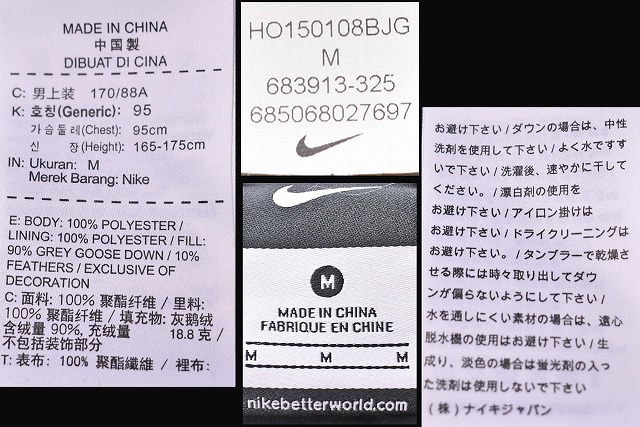 MADE IN CHINA
中国製
DIBUAT DI CINA
C: 男上装 170/88A
K: 호칭(Generic): 95
가슴둘레(Chest): 95cm
신 장(Height): 165-175cm
IN: Ukuran: M
Merek Barang: Nike
E: BODY: 100% POLYESTER /
LINING: 100% POLYESTER / FILL:
90% GREY GOOSE DOWN / 10%
FEATHERS / EXCLUSIVE OF
DECORATION
C: 面料: 100% 聚酯纤维 / 里料:
100% 聚酯纤维 / 填充物: 灰鹅绒
含绒量 90%, 充绒量 18.8 克 /
不包括装饰部分
T: 表布: 100% 聚酯纖維 / 裡布:
HO150108BJG
M
683913-325
685068027697
M
MADE IN CHINA
FABRIQUE EN CHINE
M M M
nikebetterworld.com
お避け下さい / ダウンの場合は、中性
洗剤を使用して下さい / よく水ですす
いで下さい / 洗濯後、速やかに干して
ください。/ 漂白剤の使用を
お避け下さい / アイロン掛けは
お避け下さい / ドライクリーニングは
お避け下さい。/ タンブラーで乾燥さ
せる際には時々取り出してダウ
ンが偏らないようにして下さい /
水を通しにくい素材の場合は、遠心
脱水機の使用はお避け下さい / 生
成り、淡色の場合は蛍光剤の入っ
た洗剤は使用しないで下さい
(株) ナイキジャパン